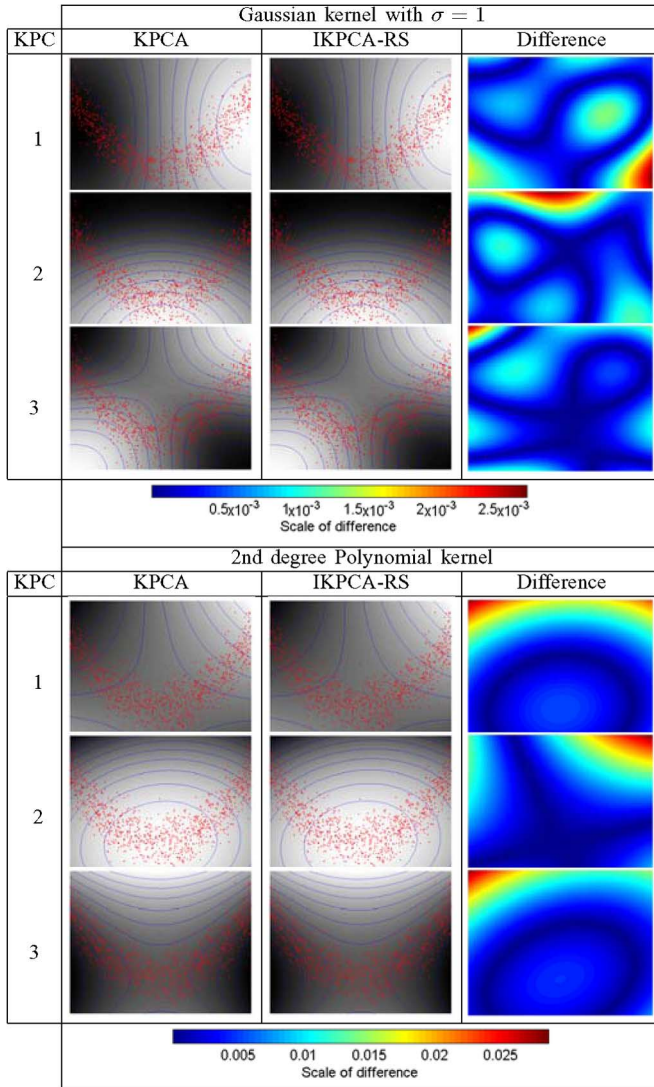 Gaussian kernel with σ = 1
KPC KPCA IKPCA-RS Difference
1
2
3
0.5x10-3 1x10-3 1.5x10-3 2x10-3 2.5x10-3
Scale of difference
2nd degree Polynomial kernel
KPC KPCA IKPCA-RS Difference
1
2
3
0.005 0.01 0.015 0.02 0.025
Scale of difference